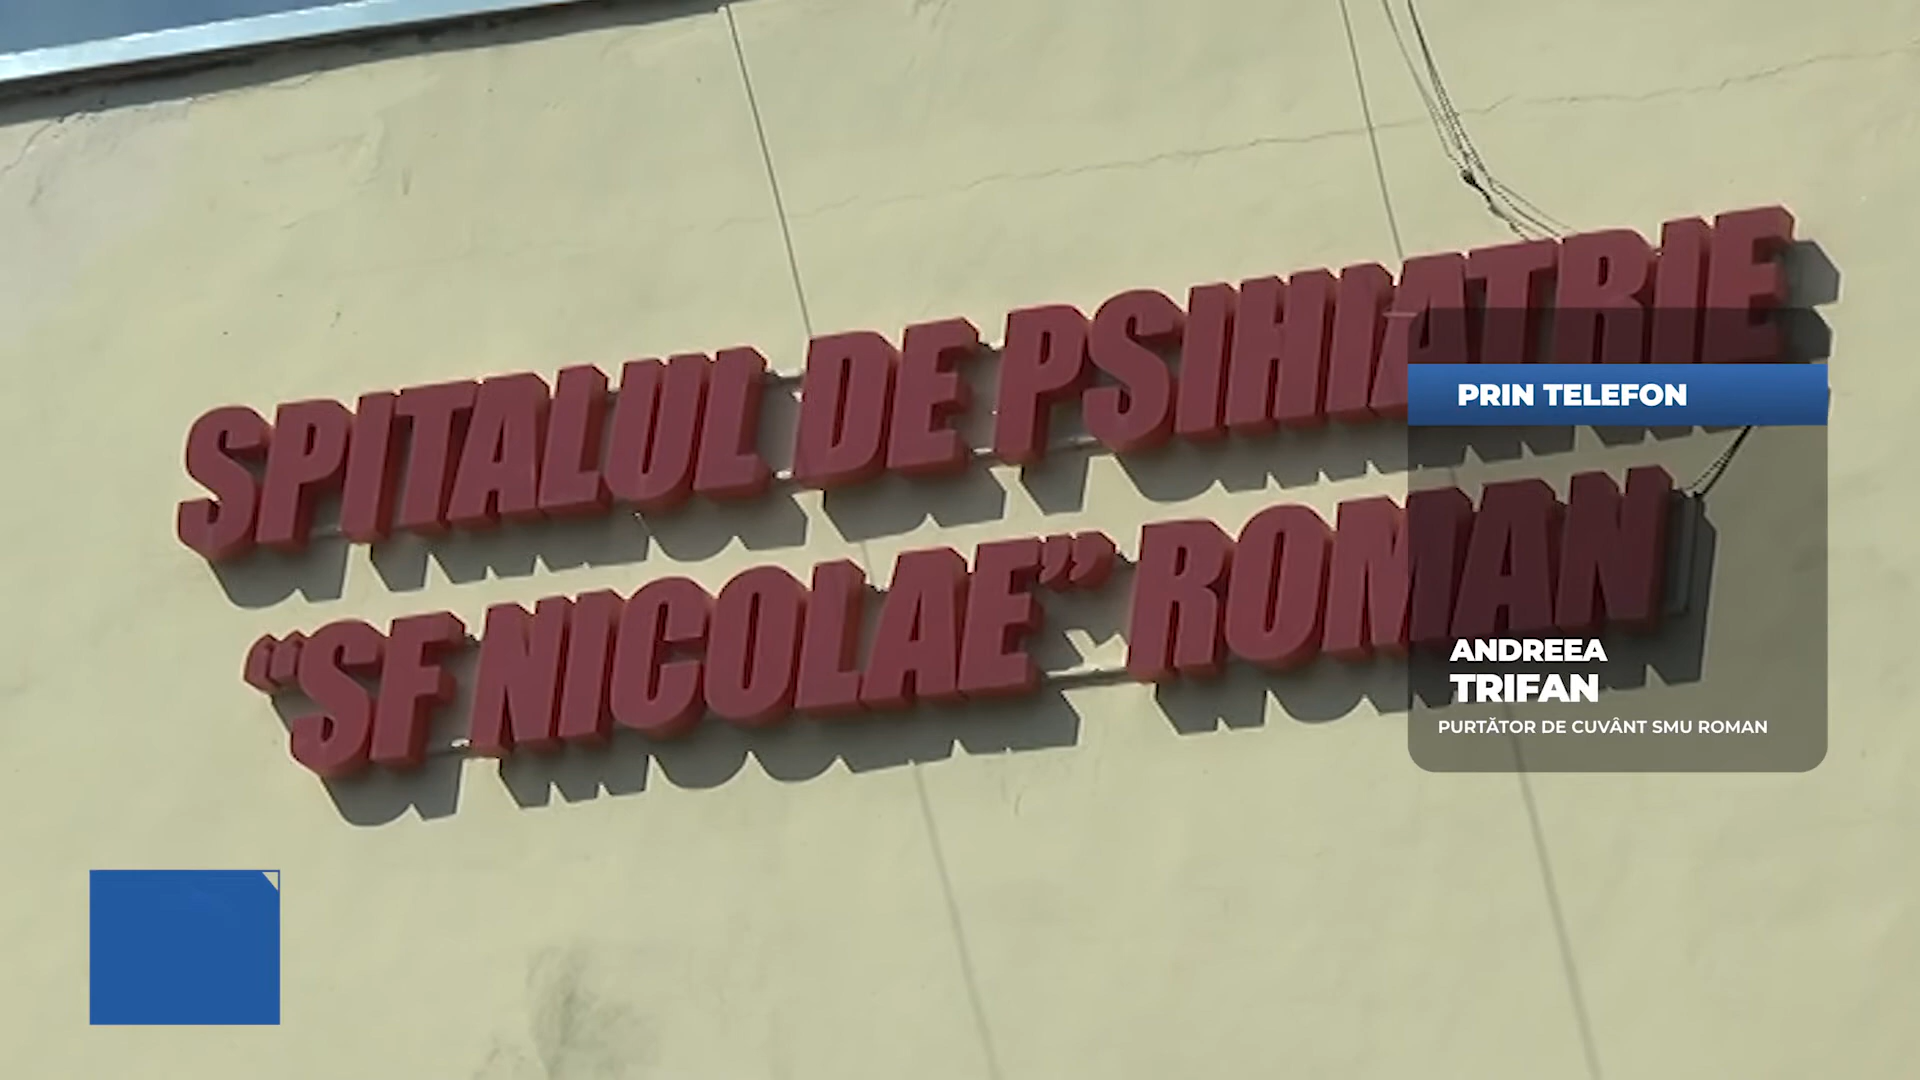 SPITALUL DE PSIHIATRIE
“SF NICOLAE” ROMAN
PRIN TELEFON
ANDREEA
TRIFAN
PURTĂTOR DE CUVÂNT SMU ROMAN